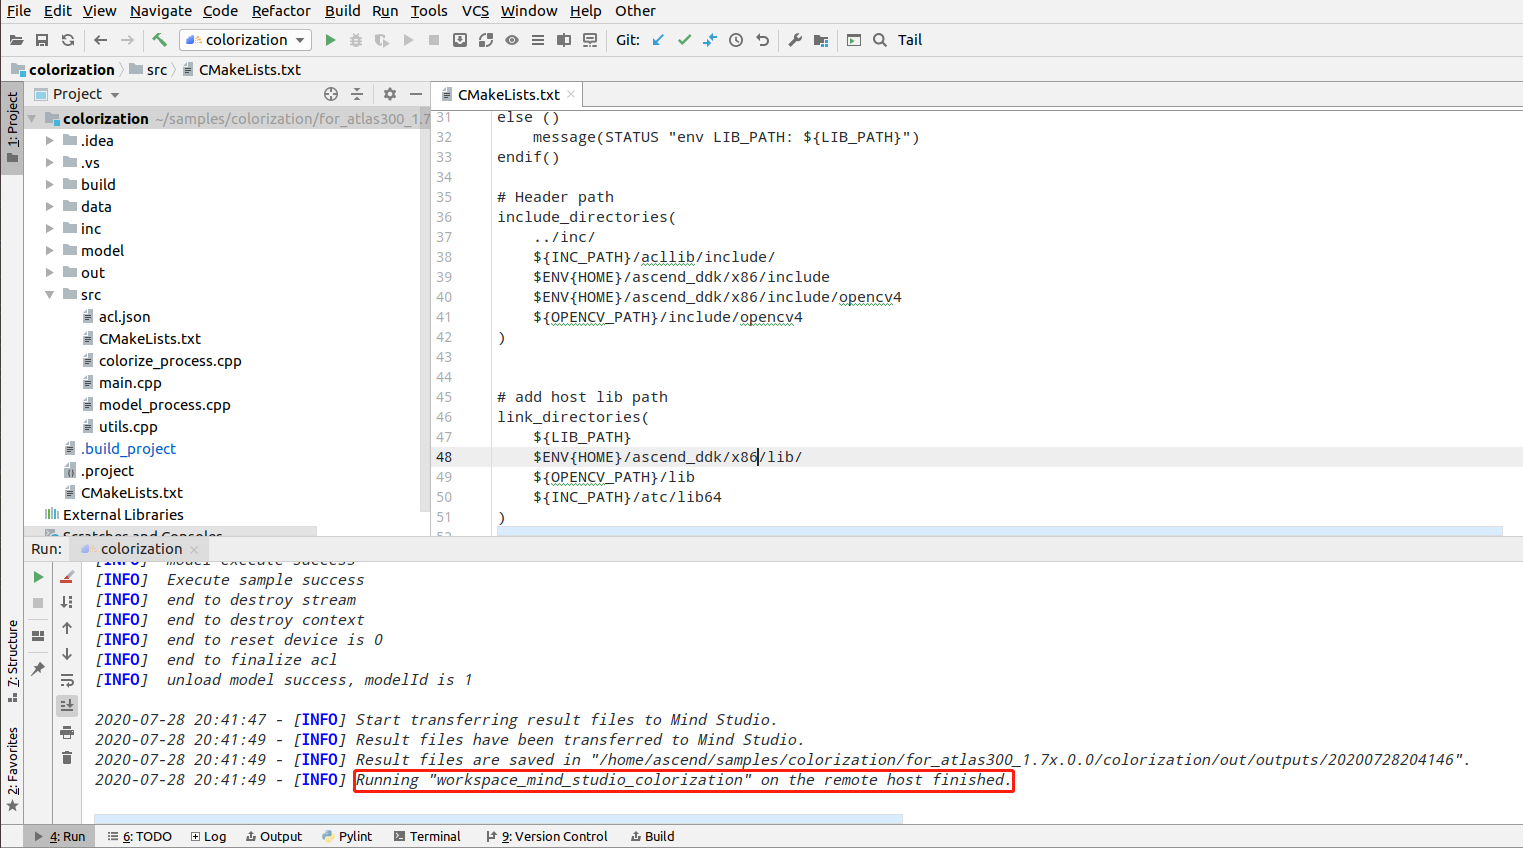 File Edit View Navigate Code Refactor Build Run Tools VCS Window Help Other
colorization Git: Tail
colorization src CMakeLists.txt
1: Project
Project
colorization ~/samples/colorization/for_atlas300_1.7
.idea
.vs
build
data
inc
model
out
src
acl.json
CMakeLists.txt
colorize_process.cpp
main.cpp
model_process.cpp
utils.cpp
.build_project
.project
CMakeLists.txt
External Libraries
Scratches and Consoles
CMakeLists.txt
31 else ()
32 message(STATUS "env LIB_PATH: ${LIB_PATH}")
33 endif()
34
35 # Header path
36 include_directories(
37 ../inc/
38 ${INC_PATH}/acllib/include/
39 $ENV{HOME}/ascend_ddk/x86/include
40 $ENV{HOME}/ascend_ddk/x86/include/opencv4
41 ${OPENCV_PATH}/include/opencv4
42 )
43
44
45 # add host lib path
46 link_directories(
47 ${LIB_PATH}
48 $ENV{HOME}/ascend_ddk/x86/lib/
49 ${OPENCV_PATH}/lib
50 ${INC_PATH}/atc/lib64
51 )
52
Run: colorization
7: Structure
2: Favorites
[INFO] model execute success
[INFO] Execute sample success
[INFO] end to destroy stream
[INFO] end to destroy context
[INFO] end to reset device is 0
[INFO] end to finalize acl
[INFO] unload model success, modelId is 1
2020-07-28 20:41:47 - [INFO] Start transferring result files to Mind Studio.
2020-07-28 20:41:49 - [INFO] Result files have been transferred to Mind Studio.
2020-07-28 20:41:49 - [INFO] Result files are saved in "/home/ascend/samples/colorization/for_atlas300_1.7x.0.0/colorization/out/outputs/20200728204146".
2020-07-28 20:41:49 - [INFO] Running "workspace_mind_studio_colorization" on the remote host finished.
4: Run 6: TODO Log Output Pylint Terminal 9: Version Control Build